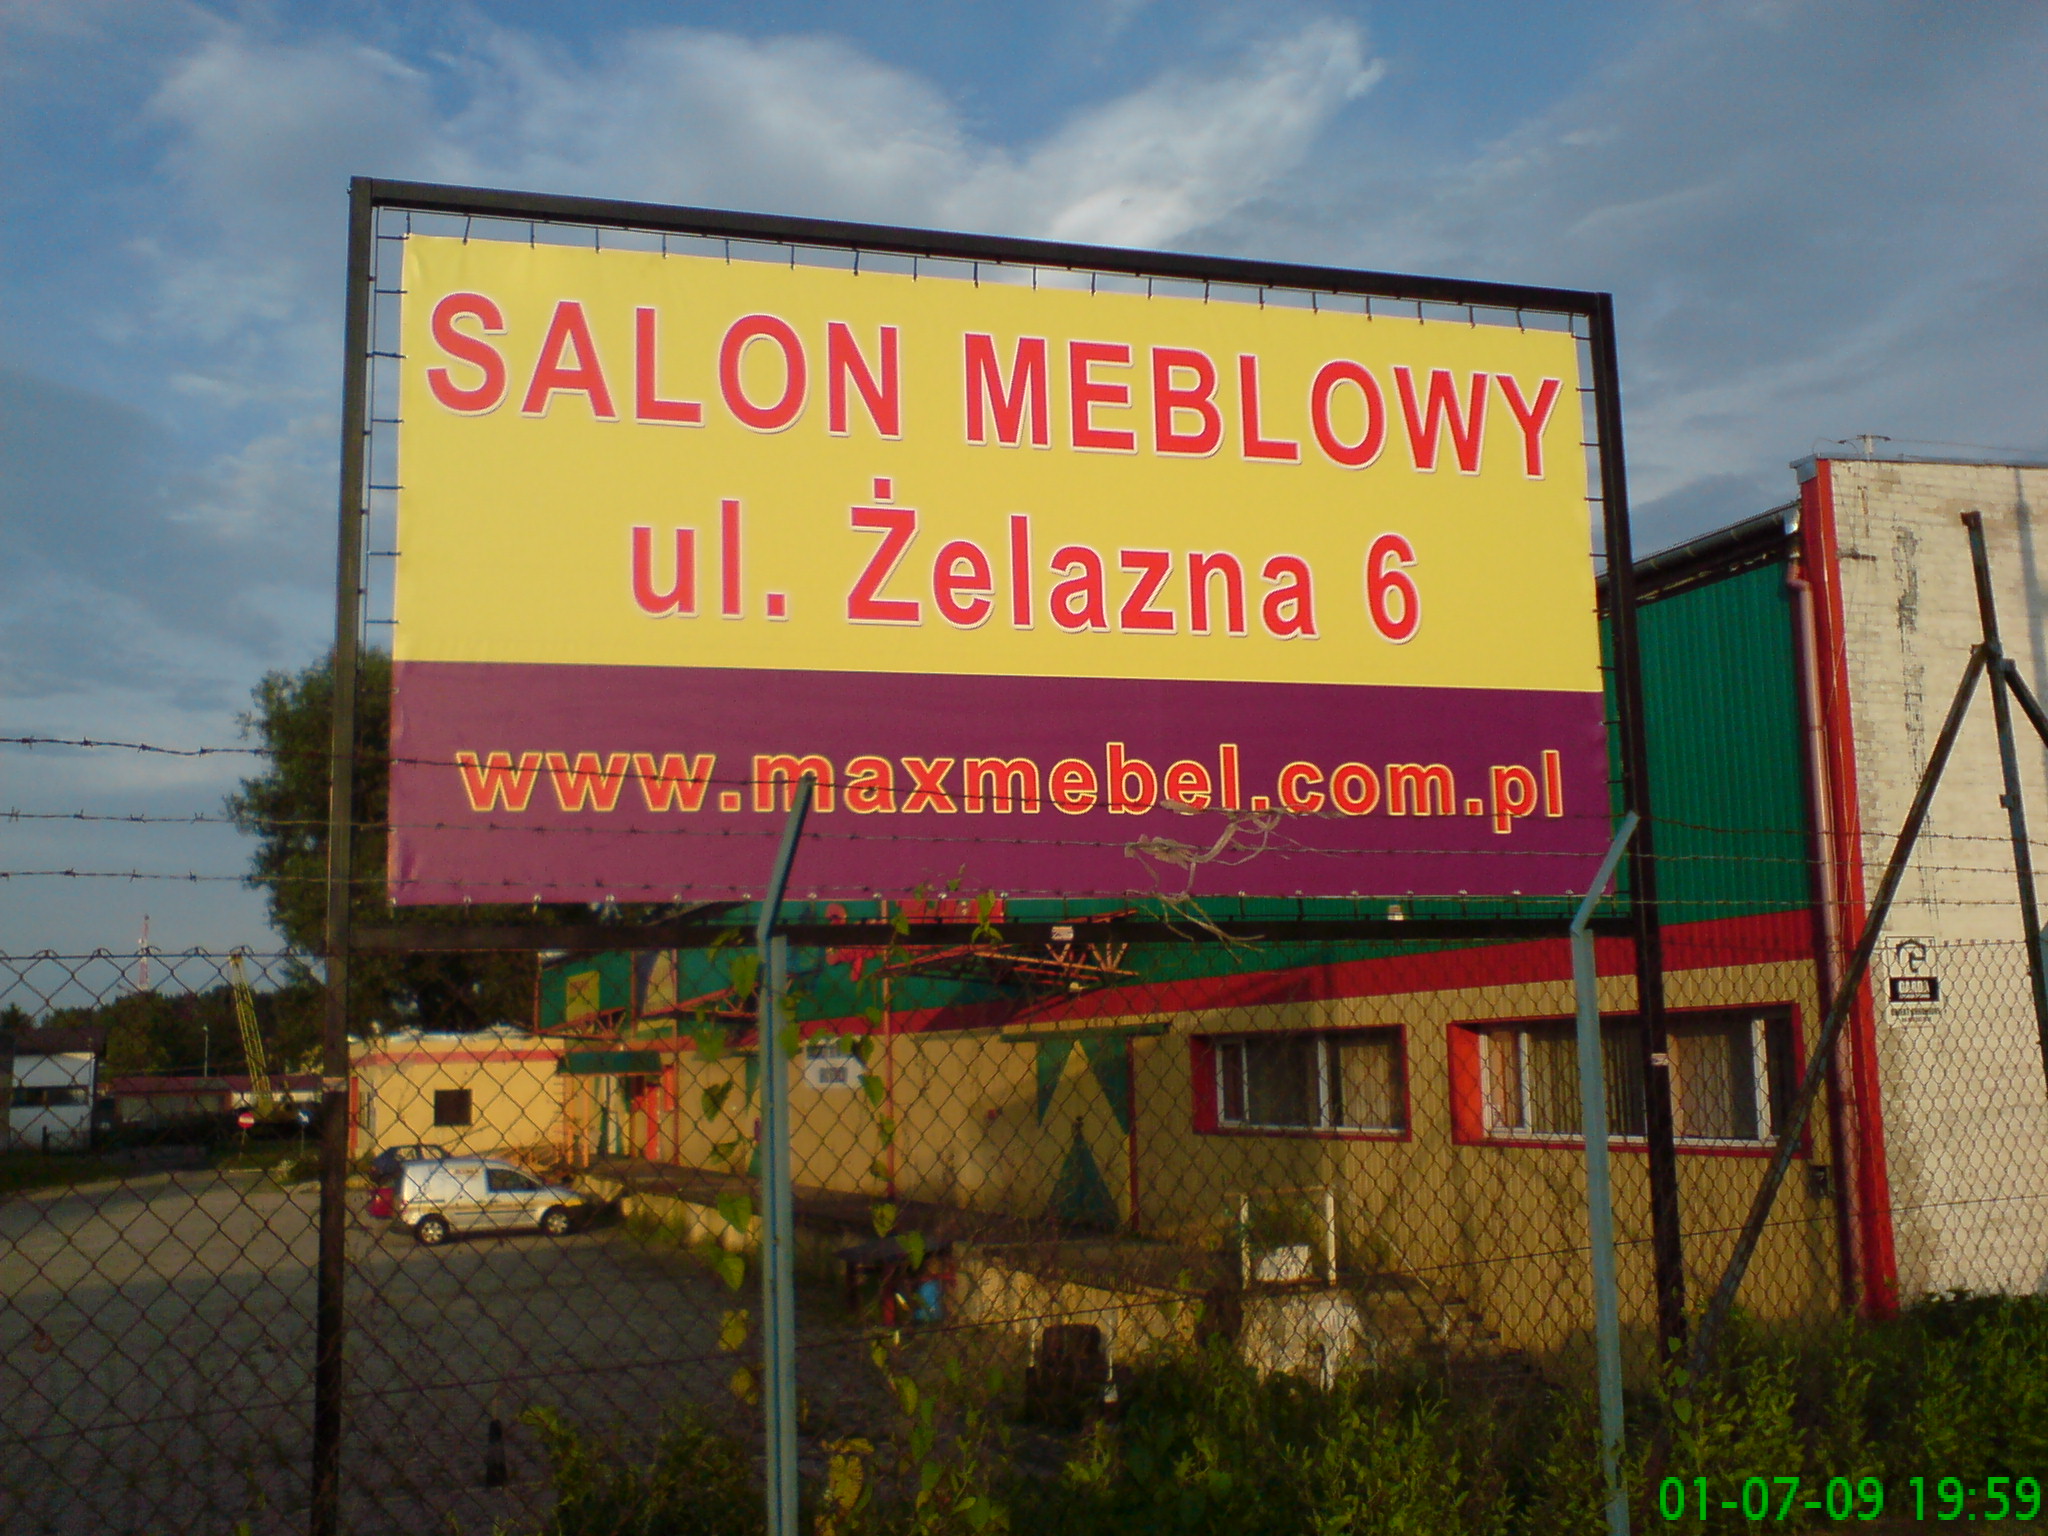 SALON MEBLOWY
ul. Żelazna 6
www.maxmebel.com.pl
01-07-09 19:59